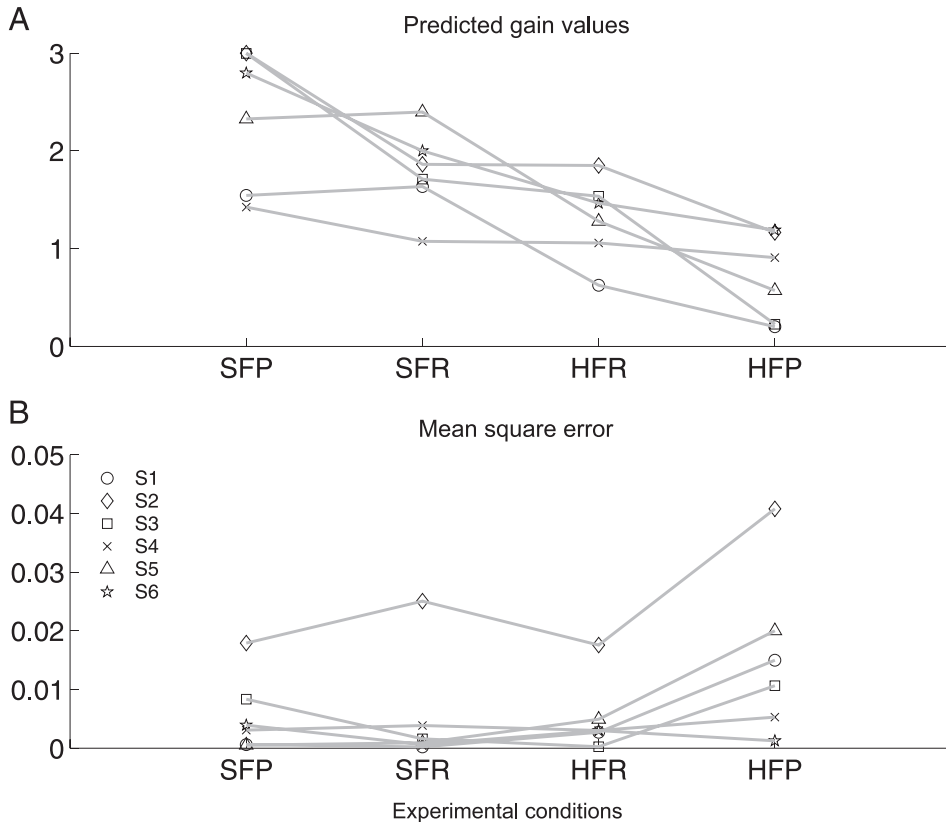 A
Predicted gain values
3
2
1
0
SFP SFR HFR HFP
B
Mean square error
0.05
0.04
0.03
0.02
0.01
0
S1
S2
S3
S4
S5
S6
SFP SFR HFR HFP
Experimental conditions